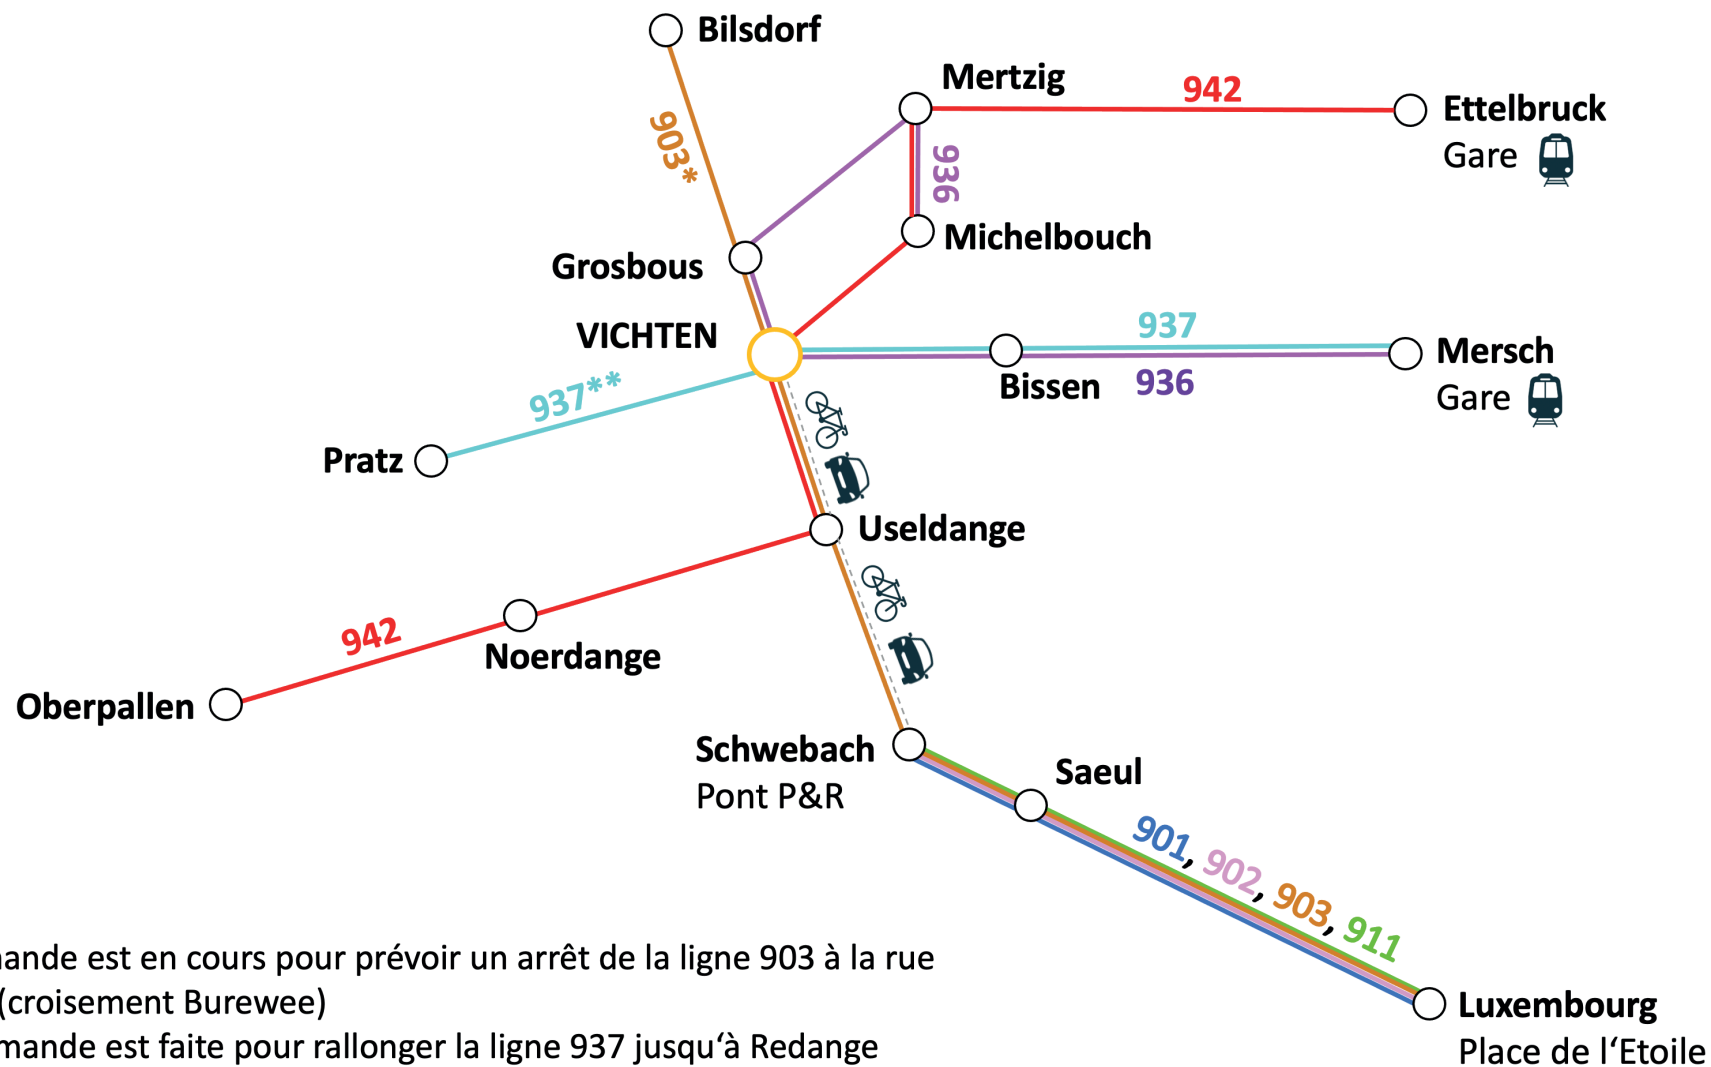 Bilsdorf
Mertzig
942
Ettelbruck
Gare
903*
936
Michelbouch
Grosbous
VICHTEN
937
Mersch
Gare
Bissen
936
937**
Pratz
Useldange
942
Noerdange
Oberpallen
Schwebach
Pont P&R
Saeul
901, 902, 903, 911
Luxembourg
Place de l‘Etoile
est en cours pour prévoir un arrêt de la ligne 903 à la rue
(croisement Burewee)
est faite pour rallonger la ligne 937 jusqu‘à Redange